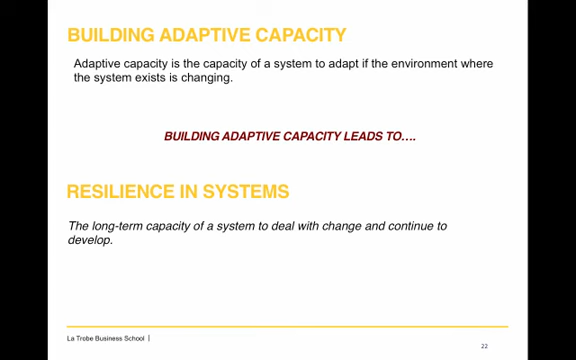 BUILDING ADAPTIVE CAPACITY
Adaptive capacity is the capacity of a system to adapt if the environment where
the system exists is changing.
BUILDING ADAPTIVE CAPACITY LEADS TO….
RESILIENCE IN SYSTEMS
The long-term capacity of a system to deal with change and continue to
develop.
La Trobe Business School |
22